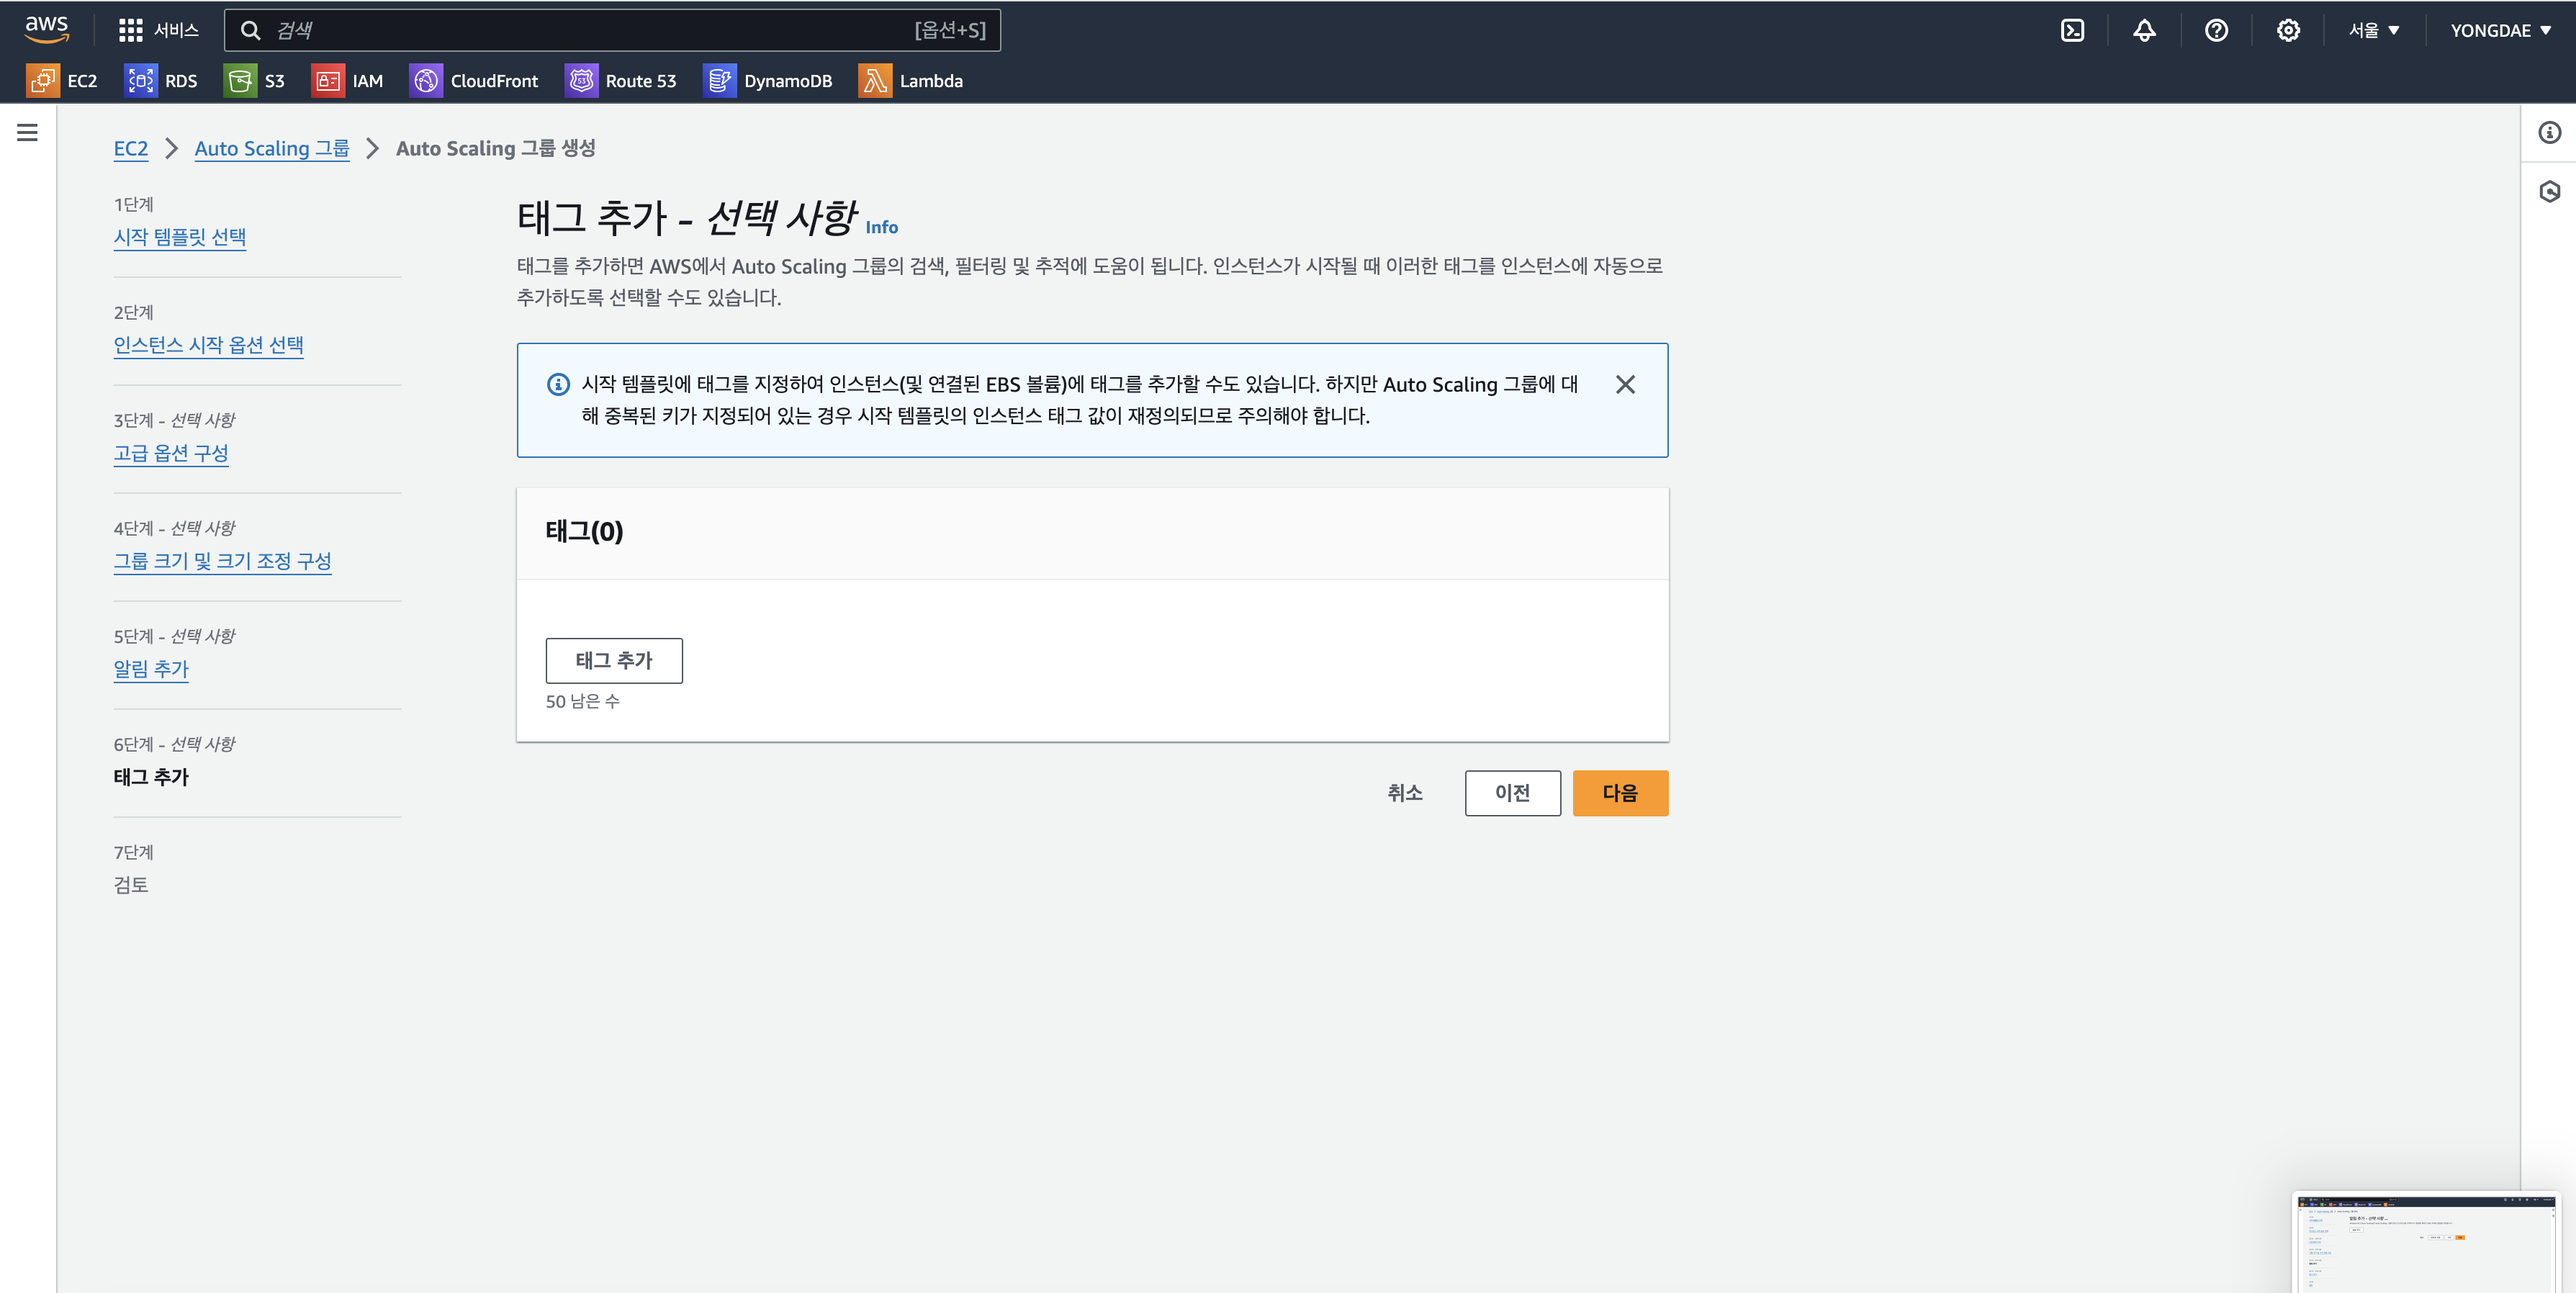 aws
서비스
검색
[옵션+S]
서울 ▼
YONGDAE ▼
EC2
RDS
S3
IAM
CloudFront
Route 53
DynamoDB
Lambda
EC2 > Auto Scaling 그룹 > Auto Scaling 그룹 생성
1단계
시작 템플릿 선택
2단계
인스턴스 시작 옵션 선택
3단계 - 선택 사항
고급 옵션 구성
4단계 - 선택 사항
그룹 크기 및 크기 조정 구성
5단계 - 선택 사항
알림 추가
6단계 - 선택 사항
태그 추가
7단계
검토
태그 추가 - 선택 사항 Info
태그를 추가하면 AWS에서 Auto Scaling 그룹의 검색, 필터링 및 추적에 도움이 됩니다. 인스턴스가 시작될 때 이러한 태그를 인스턴스에 자동으로
추가하도록 선택할 수도 있습니다.
시작 템플릿에 태그를 지정하여 인스턴스(및 연결된 EBS 볼륨)에 태그를 추가할 수도 있습니다. 하지만 Auto Scaling 그룹에 대
해 중복된 키가 지정되어 있는 경우 시작 템플릿의 인스턴스 태그 값이 재정의되므로 주의해야 합니다.
태그(0)
태그 추가
50 남은 수
취소
이전
다음